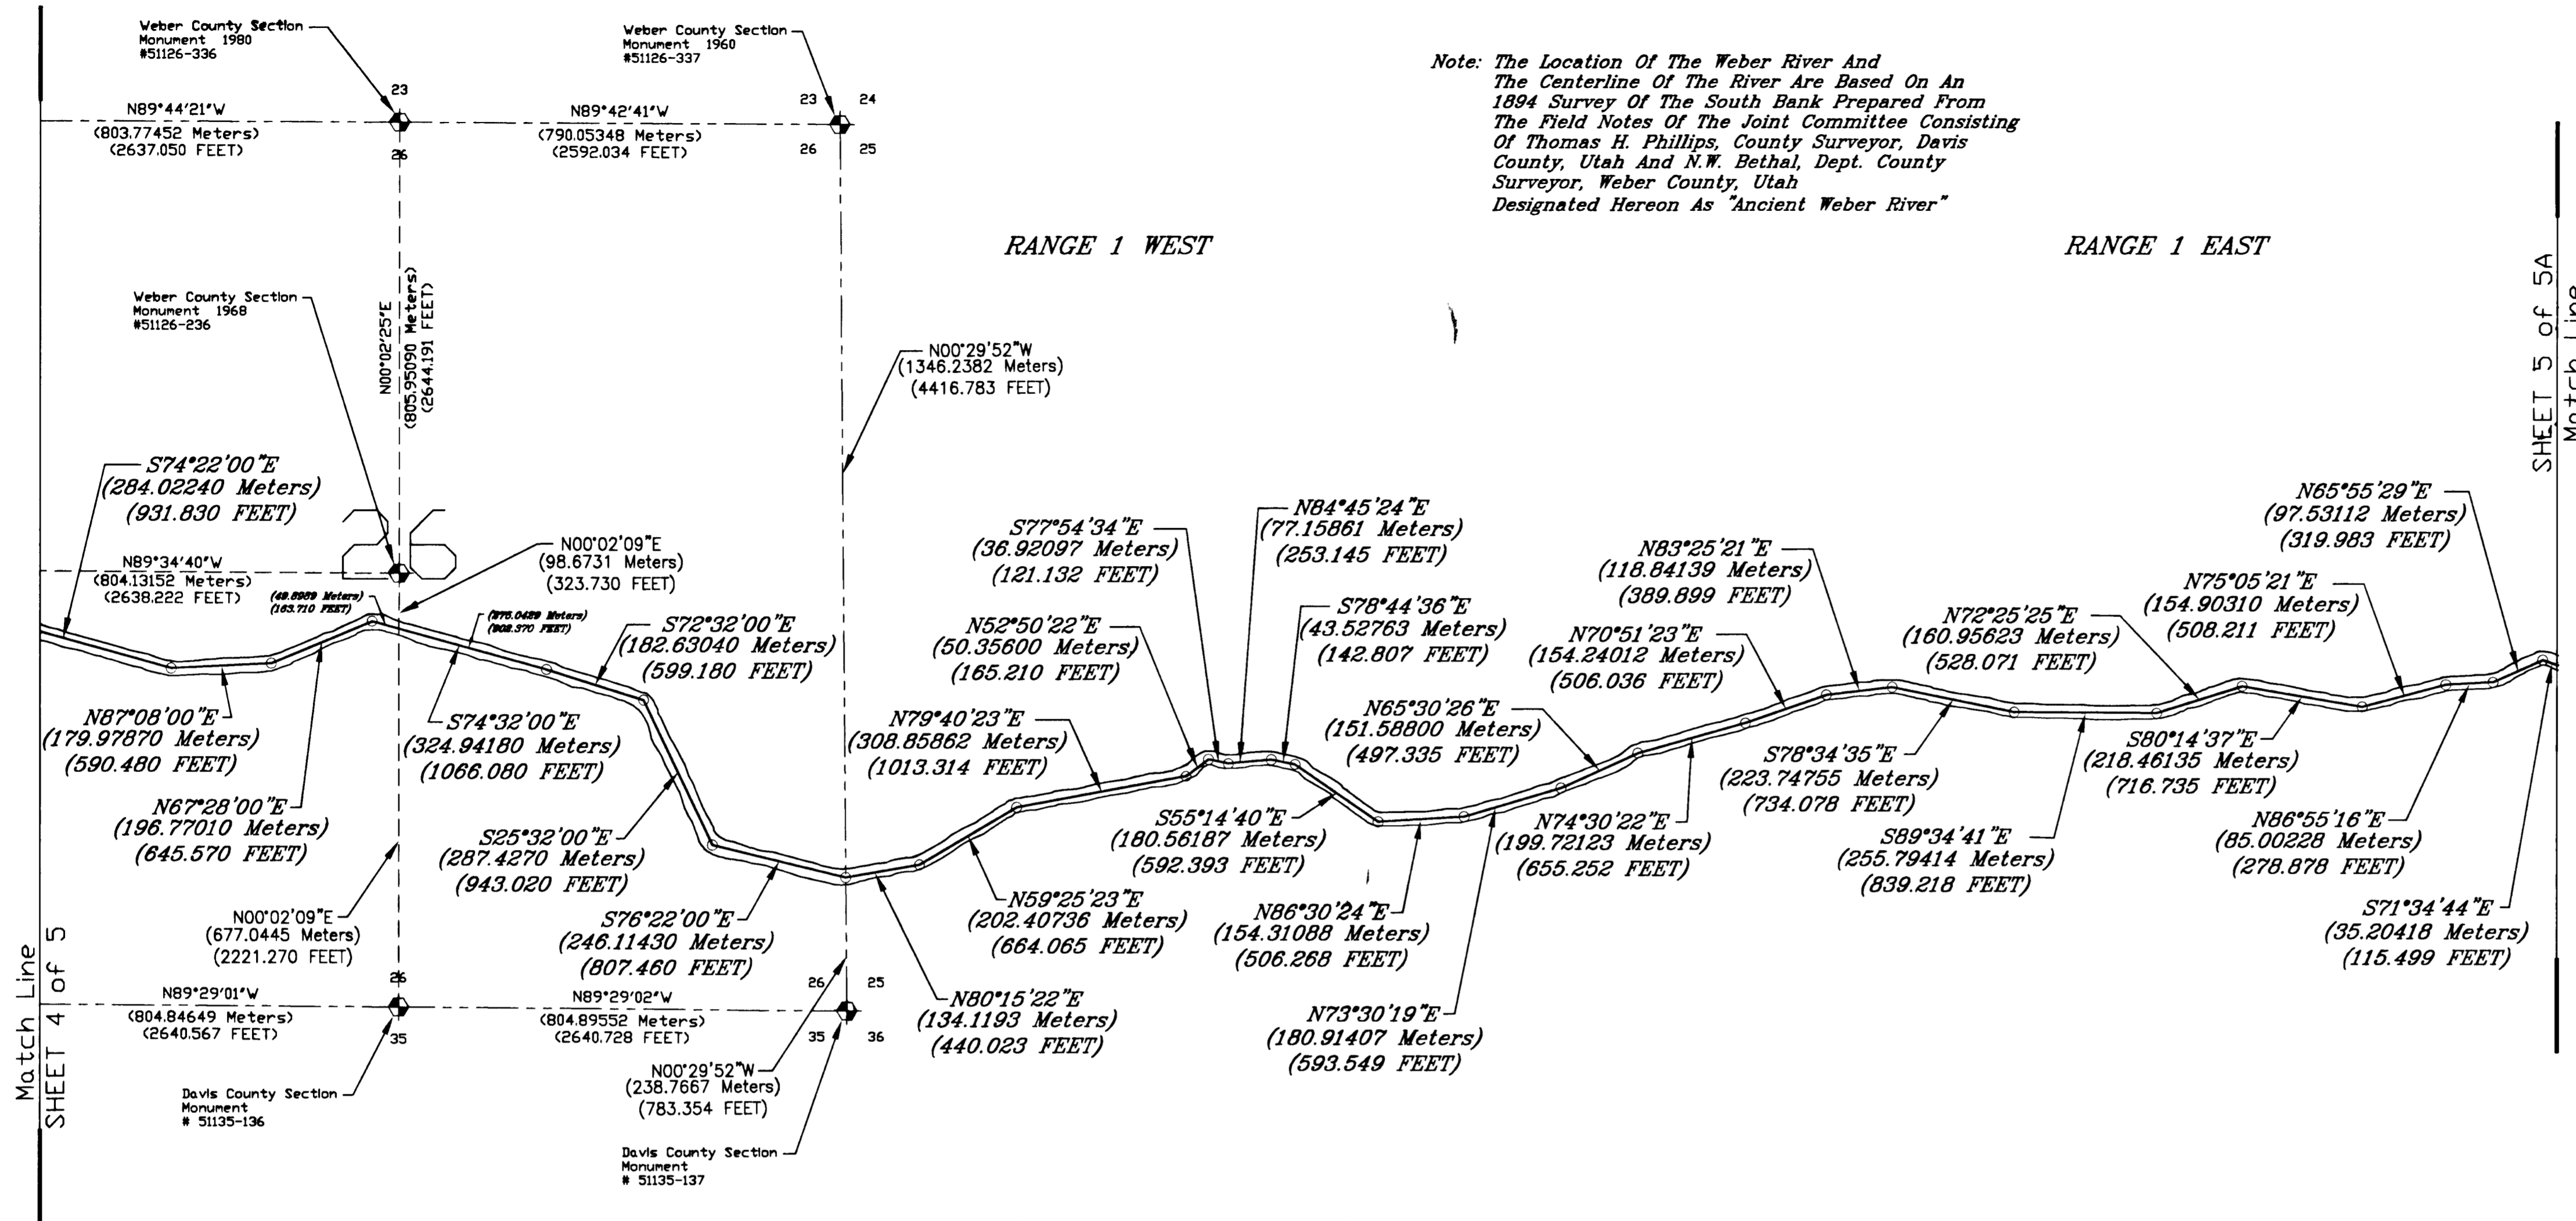 Weber County Section
Monument 1980
#51126-336
Weber County Section
Monument 1960
#51126-337
Note: The Location Of The Weber River And
The Centerline Of The River Are Based On An
1894 Survey Of The South Bank Prepared From
The Field Notes Of The Joint Committee Consisting
Of Thomas H. Phillips, County Surveyor, Davis
County, Utah And N.W. Bethal, Dept. County
Surveyor, Weber County, Utah
Designated Hereon As "Ancient Weber River"
23
23 24
N89°44'21"W
(803.77452 Meters)
(2637.050 FEET)
N89°42'41"W
(790.05348 Meters)
(2592.034 FEET)
26
26 25
RANGE 1 WEST
RANGE 1 EAST
SHEET 5 of 5A
Match Line
Weber County Section
Monument 1968
#51126-236
N00°02'25"E
(805.95090 Meters)
(2644.191 FEET)
N00°29'52"W
(1346.2382 Meters)
(4416.783 FEET)
S74°22'00"E
(284.02240 Meters)
(931.830 FEET)
26
N89°34'40"W
(804.13152 Meters)
(2638.222 FEET)
N00°02'09"E
(98.6731 Meters)
(323.730 FEET)
(49.8989 Meters)
(163.710 FEET)
(275.0429 Meters)
(902.370 FEET)
S72°32'00"E
(182.63040 Meters)
(599.180 FEET)
S77°54'34"E
(36.92097 Meters)
(121.132 FEET)
N84°45'24"E
(77.15861 Meters)
(253.145 FEET)
N52°50'22"E
(50.35600 Meters)
(165.210 FEET)
S78°44'36"E
(43.52763 Meters)
(142.807 FEET)
N83°25'21"E
(118.84139 Meters)
(389.899 FEET)
N65°55'29"E
(97.53112 Meters)
(319.983 FEET)
N75°05'21"E
(154.90310 Meters)
(508.211 FEET)
N72°25'25"E
(160.95623 Meters)
(528.071 FEET)
N70°51'23"E
(154.24012 Meters)
(506.036 FEET)
N65°30'26"E
(151.58800 Meters)
(497.335 FEET)
N79°40'23"E
(308.85862 Meters)
(1013.314 FEET)
N87°08'00"E
(179.97870 Meters)
(590.480 FEET)
S74°32'00"E
(324.94180 Meters)
(1066.080 FEET)
N67°28'00"E
(196.77010 Meters)
(645.570 FEET)
S25°32'00"E
(287.4270 Meters)
(943.020 FEET)
S55°14'40"E
(180.56187 Meters)
(592.393 FEET)
N74°30'22"E
(199.72123 Meters)
(655.252 FEET)
S78°34'35"E
(223.74755 Meters)
(734.078 FEET)
S80°14'37"E
(218.46135 Meters)
(716.735 FEET)
S89°34'41"E
(255.79414 Meters)
(839.218 FEET)
N86°55'16"E
(85.00228 Meters)
(278.878 FEET)
S71°34'44"E
(35.20418 Meters)
(115.499 FEET)
N00°02'09"E
(677.0445 Meters)
(2221.270 FEET)
S76°22'00"E
(246.11430 Meters)
(807.460 FEET)
N59°25'23"E
(202.40736 Meters)
(664.065 FEET)
N86°30'24"E
(154.31088 Meters)
(506.268 FEET)
N80°15'22"E
(134.1193 Meters)
(440.023 FEET)
N73°30'19"E
(180.91407 Meters)
(593.549 FEET)
Match Line
SHEET 4 of 5
26
26 25
N89°29'01"W
(804.84649 Meters)
(2640.567 FEET)
N89°29'02"W
(804.89552 Meters)
(2640.728 FEET)
35
35 36
N00°29'52"W
(238.7667 Meters)
(783.354 FEET)
Davis County Section
Monument
# 51135-136
Davis County Section
Monument
# 51135-137